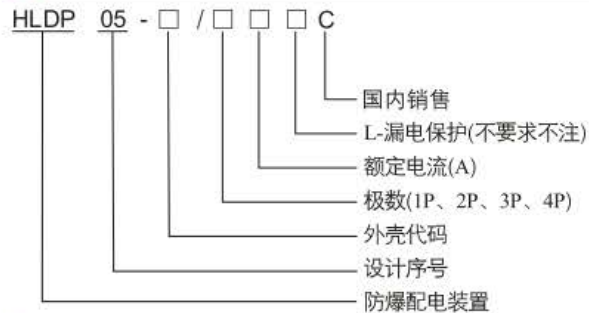 HLDP 05 - □ / □ □ □ C
国内销售
L-漏电保护(不要求不注)
额定电流(A)
极数(1P、2P、3P、4P)
外壳代码
设计序号
防爆配电装置